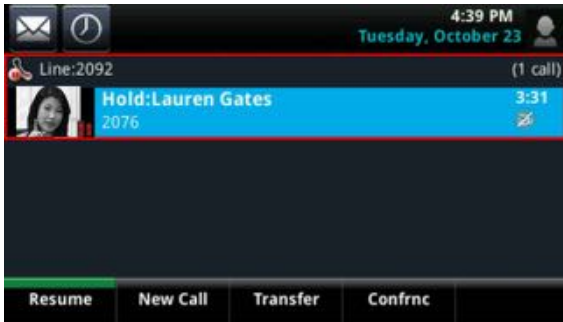 4:39 PM
Tuesday, October 23
Line:2092 (1 call)
Hold:Lauren Gates 3:31
2076
Resume New Call Transfer Confrnc